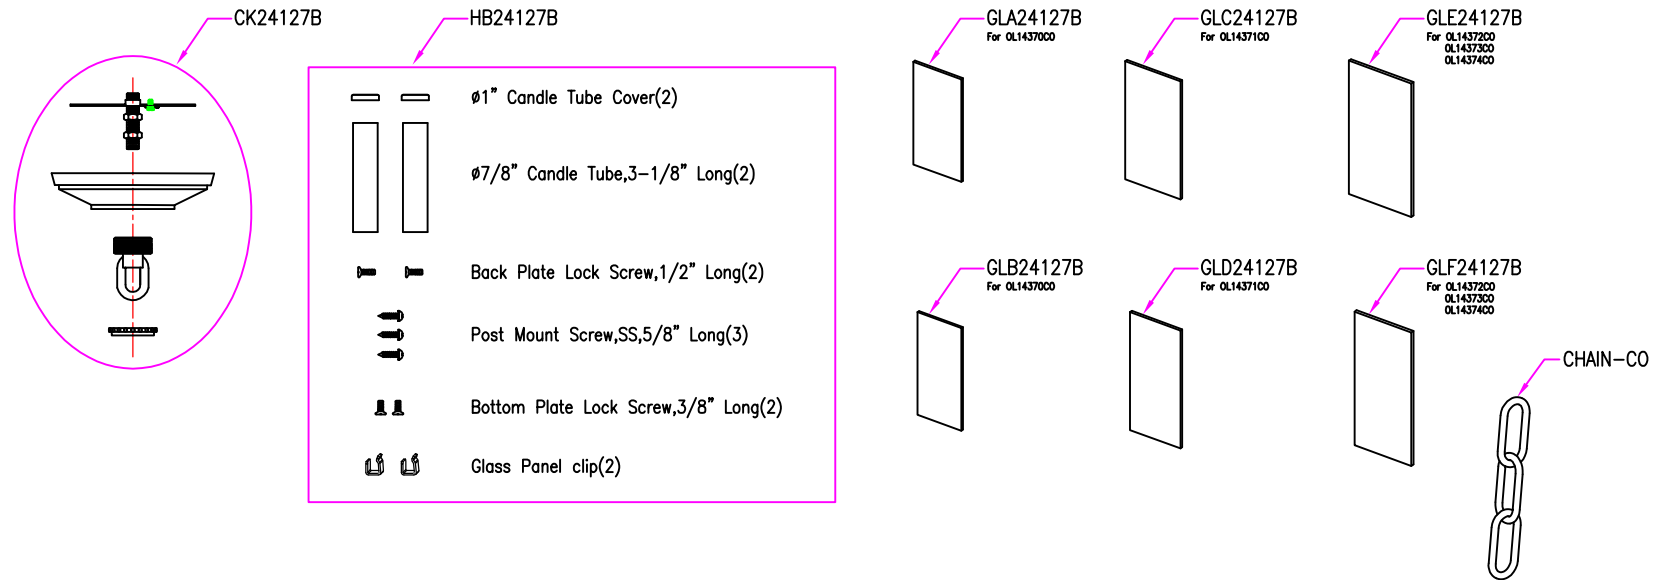 CK24127B
HB24127B
ø1" Candle Tube Cover(2)
ø7/8" Candle Tube,3-1/8" Long(2)
Back Plate Lock Screw,1/2" Long(2)
Post Mount Screw,SS,5/8" Long(3)
Bottom Plate Lock Screw,3/8" Long(2)
Glass Panel clip(2)
GLA24127B
For OL14370CO
GLC24127B
For OL14371CO
GLE24127B
For OL14372CO
OL14373CO
OL14374CO
GLB24127B
For OL14370CO
GLD24127B
For OL14371CO
GLF24127B
For OL14372CO
OL14373CO
OL14374CO
CHAIN-CO